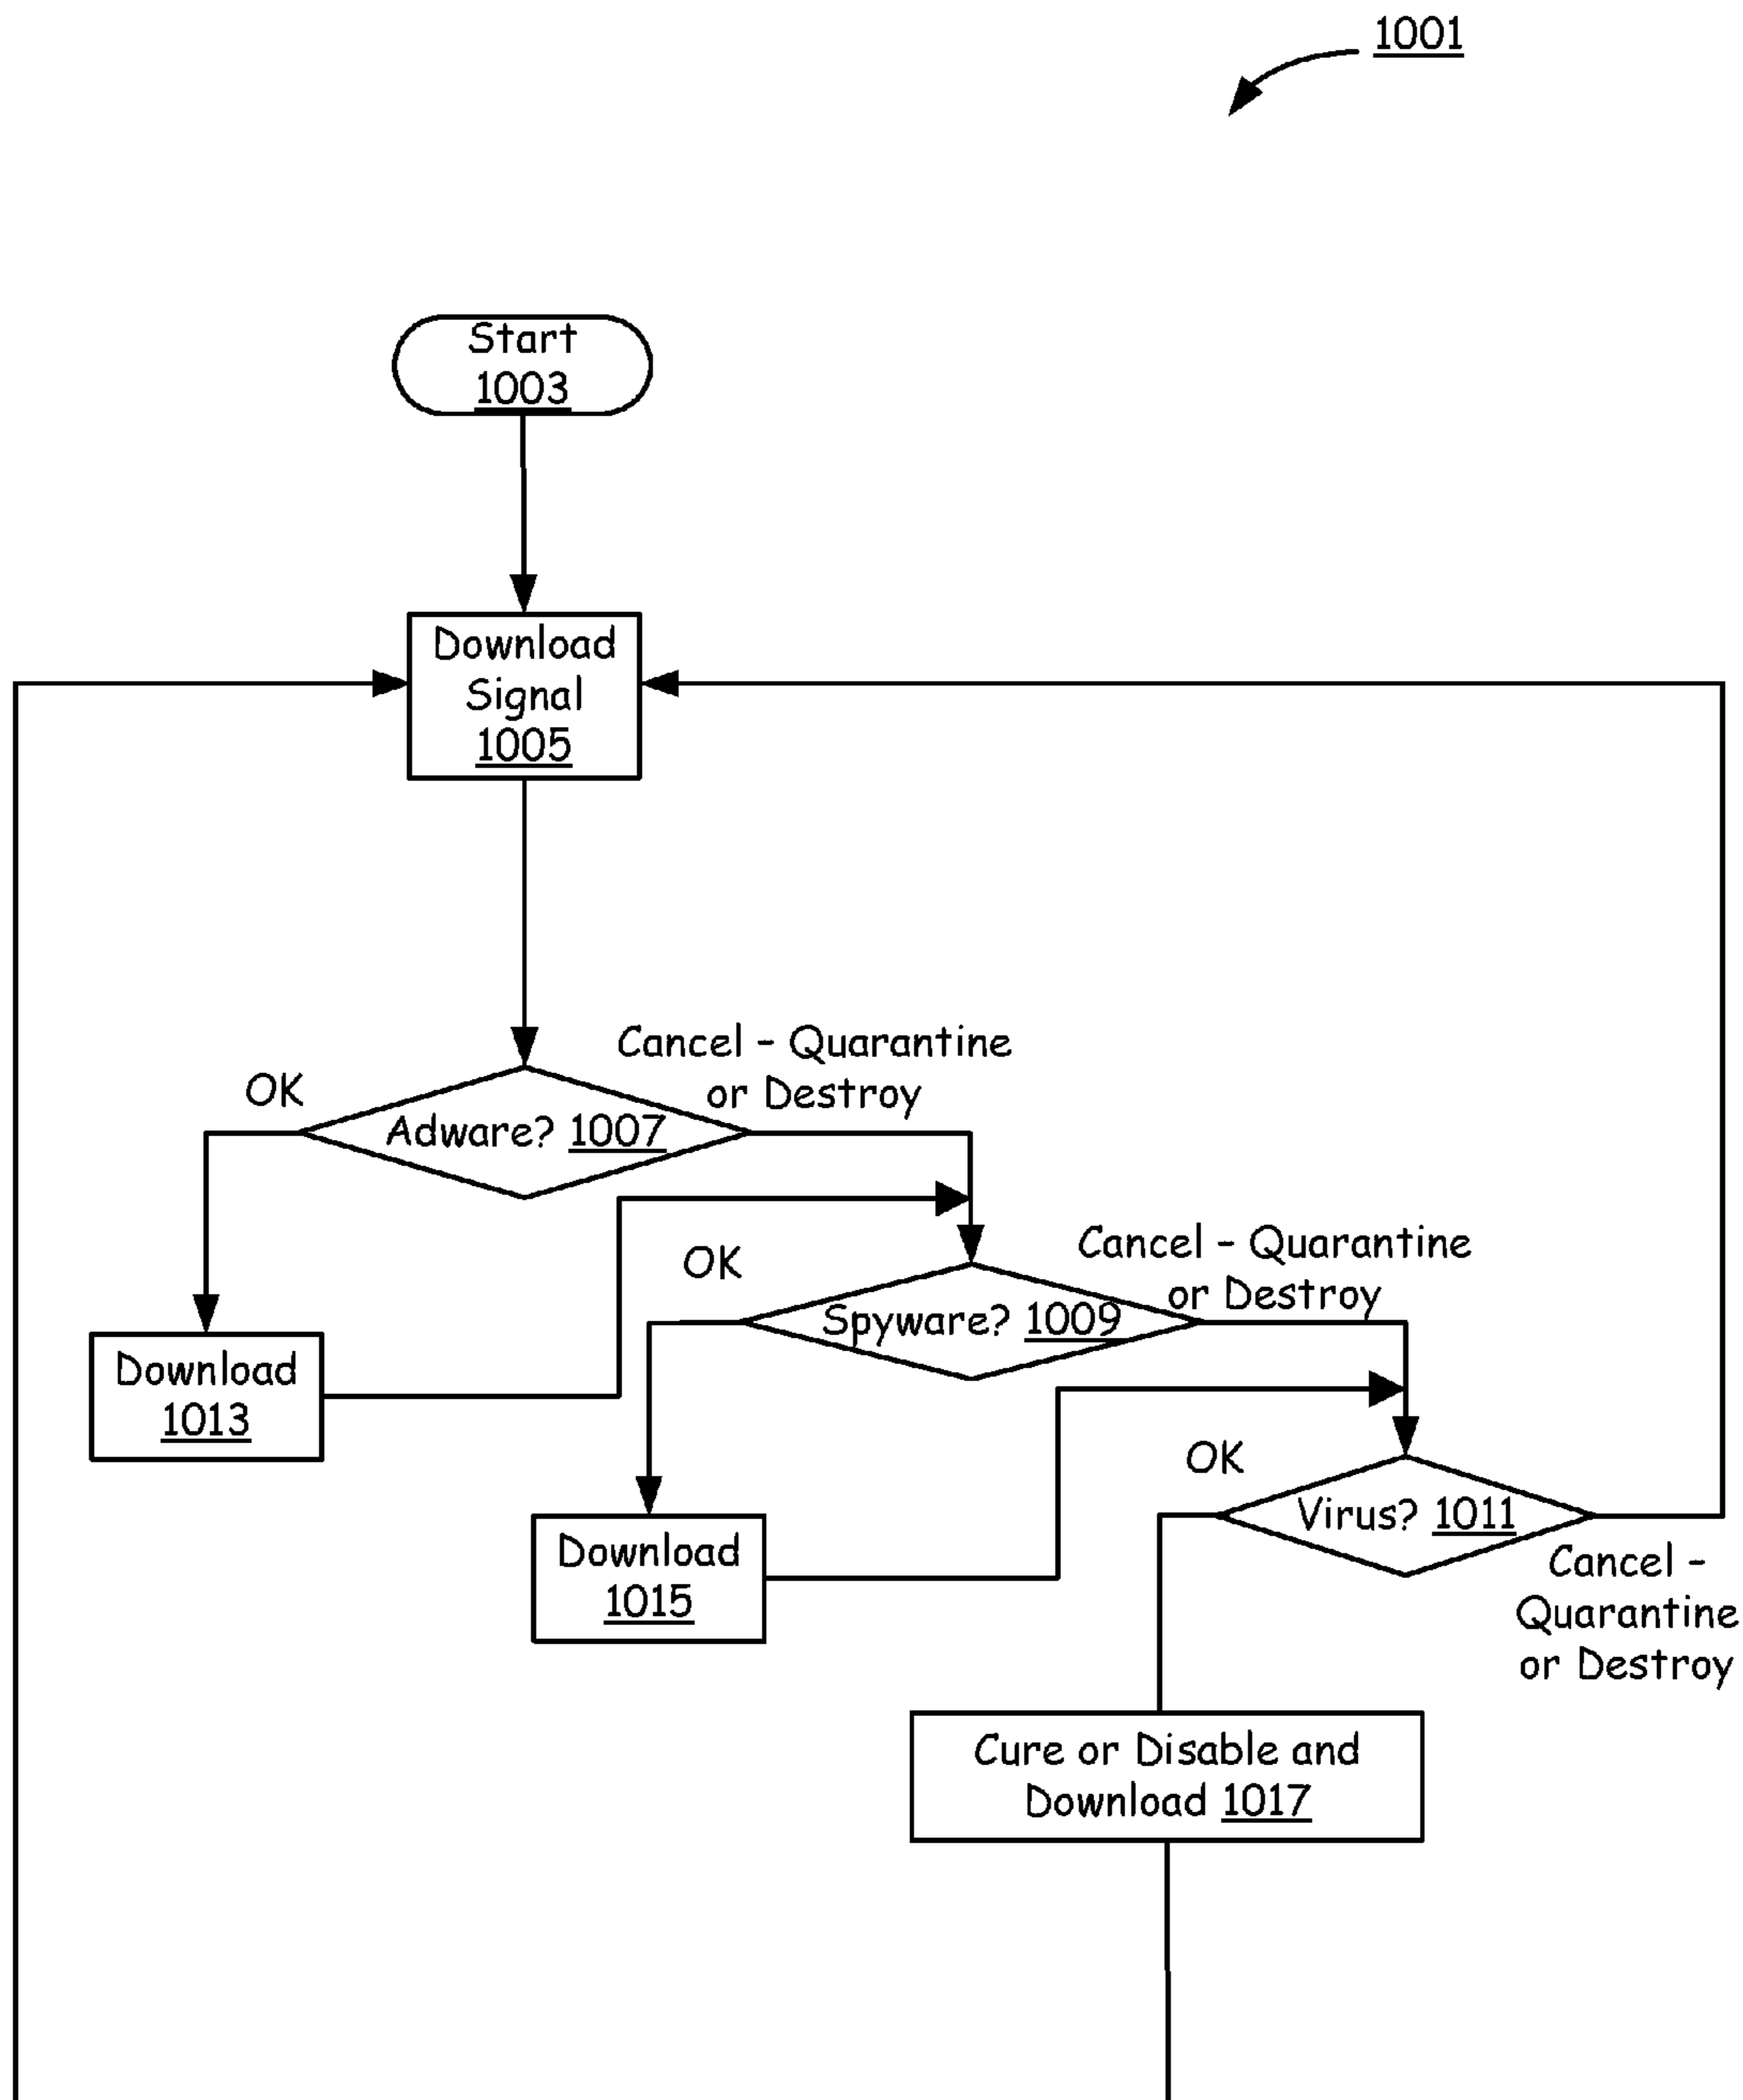 1001
Start
1003
Download
Signal
1005
Cancel - Quarantine
or Destroy
OK
Adware? 1007
Cancel - Quarantine
or Destroy
OK
Spyware? 1009
Download
1013
OK
Virus? 1011
Cancel -
Quarantine
or Destroy
Download
1015
Cure or Disable and
Download 1017